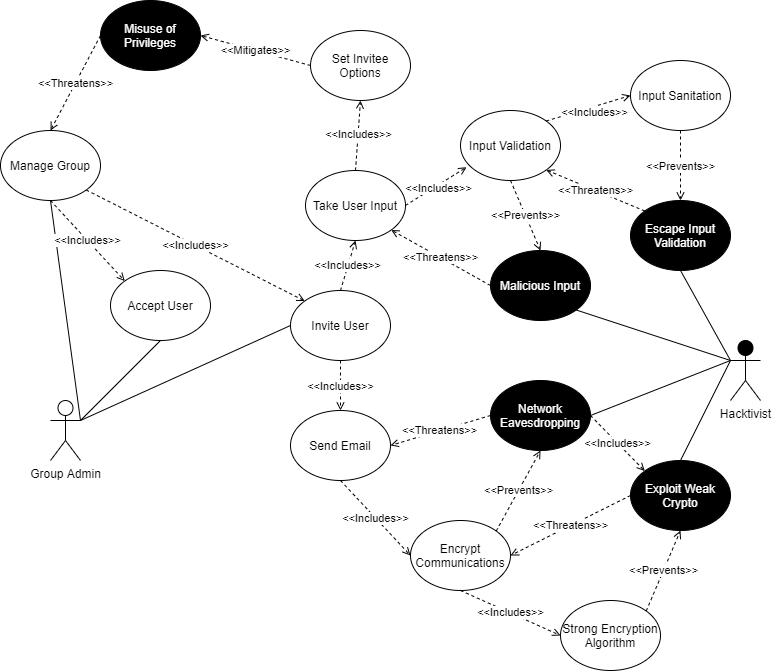 Misuse of
Privileges
<<Mitigates>>
Set Invitee
Options
<<Threatens>>
Input Sanitation
<<Includes>>
<<Includes>>
Input Validation
Manage Group
<<Prevents>>
<<Includes>>
<<Threatens>>
Take User Input
<<Prevents>>
Escape Input
Validation
<<Includes>>
<<Includes>>
<<Threatens>>
<<Includes>>
Malicious Input
Accept User
Invite User
<<Includes>>
Network
Eavesdropping
Hacktivist
<<Threatens>>
Send Email
<<Includes>>
Group Admin
<<Prevents>>
Exploit Weak
Crypto
<<Includes>>
<<Threatens>>
Encrypt
Communications
<<Prevents>>
<<Includes>>
Strong Encryption
Algorithm